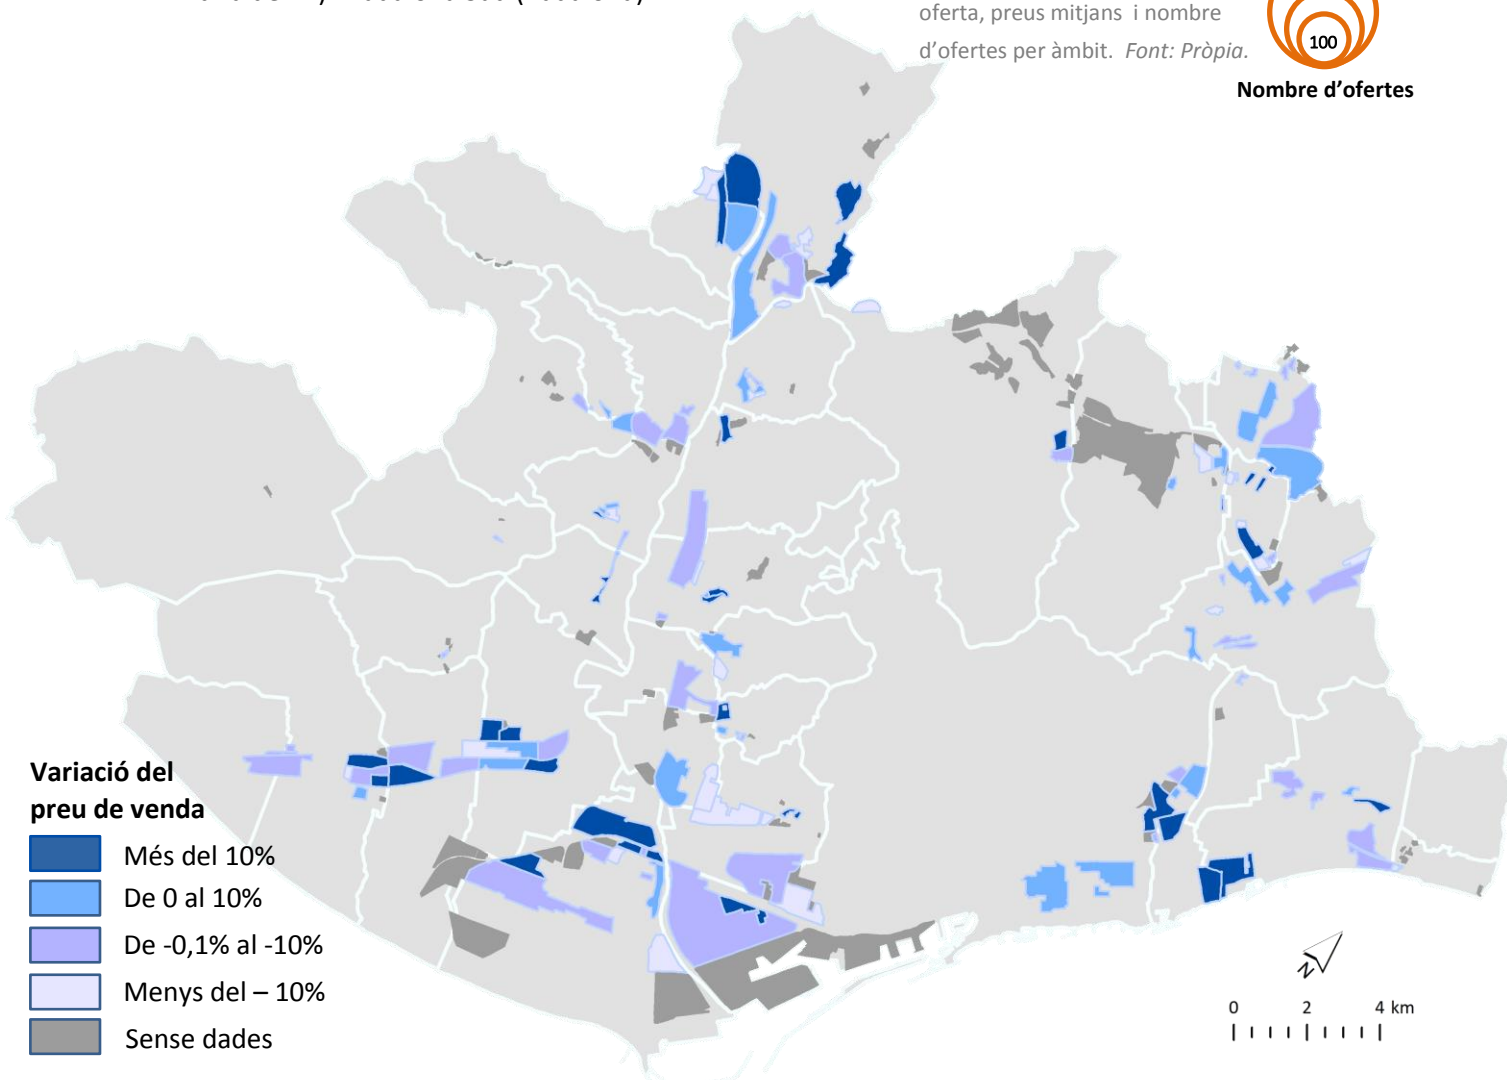 oferta, preus mitjans i nombre
d'ofertes per àmbit. Font: Pròpia.
100
Nombre d'ofertes
Variació del
preu de venda
Més del 10%
De 0 al 10%
De -0,1% al -10%
Menys del – 10%
Sense dades
N
0 2 4 km